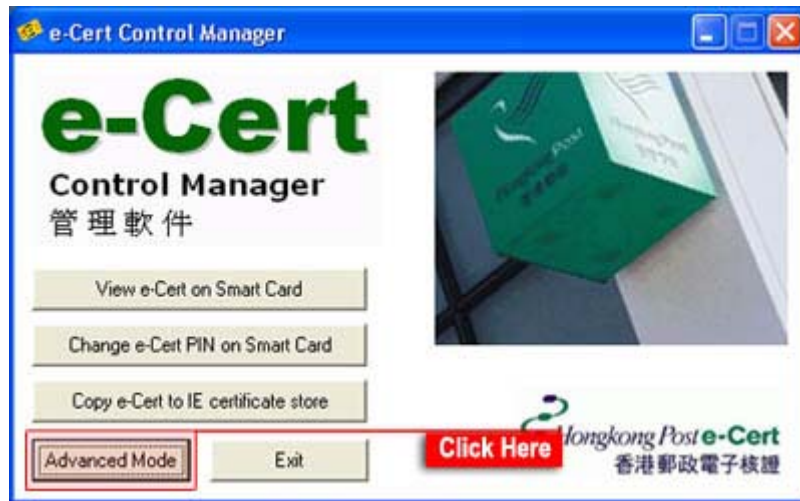 e-Cert Control Manager
e-Cert
Control Manager
管理軟件
Hongkong Post
View e-Cert on Smart Card
Change e-Cert PIN on Smart Card
Copy e-Cert to IE certificate store
Advanced Mode
Exit
Click Here
Hongkong Post e-Cert
香港郵政電子核證